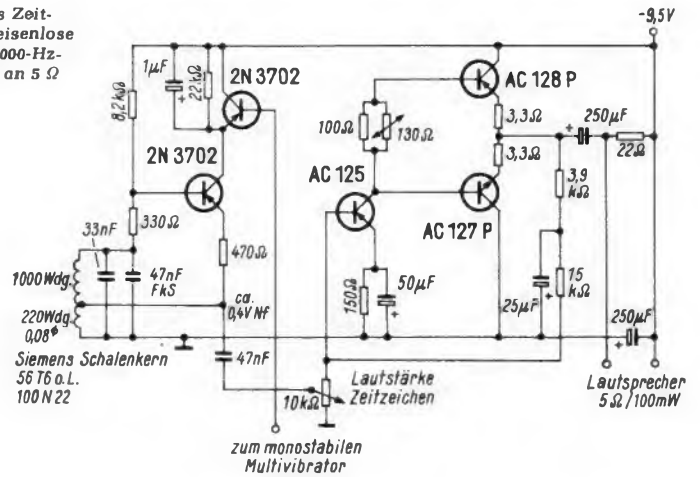 s Zeit-
eisenlose
000-Hz-
an 5 Ω
-9,5V
1µF
22kΩ
2N 3702
8,2kΩ
2N 3702
AC 128 P
100Ω
130Ω
3,3Ω
250µF
3,3Ω
22Ω
AC 125
3,9
kΩ
AC 127 P
33nF
330Ω
1000Wdg.
47nF
FkS
470Ω
ca.
0,4V Nf
150Ω
50µF
25µF
15
kΩ
220Wdg.
0,08⌀
250µF
Siemens Schalenkern
56 T6 o.L.
100 N 22
47nF
Lautstärke
Zeitzeichen
10kΩ
Lautsprecher
5Ω/100mW
zum monostabilen
Multivibrator